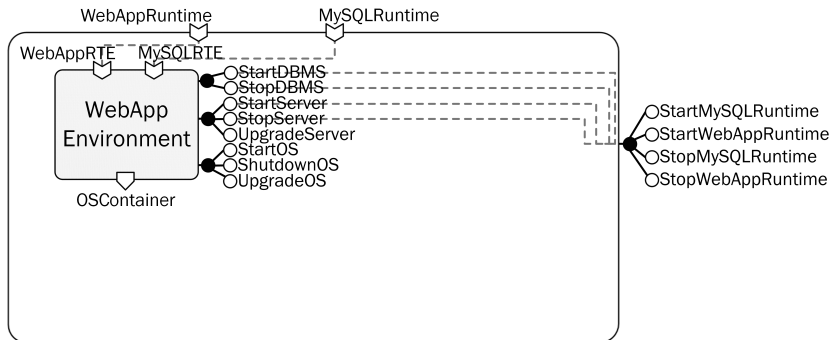 WebAppRuntime
MySQLRuntime
WebAppRTE
MySQLRTE
StartDBMS
StopDBMS
StartServer
StopServer
UpgradeServer
StartOS
ShutdownOS
UpgradeOS
WebApp
Environment
OSContainer
StartMySQLRuntime
StartWebAppRuntime
StopMySQLRuntime
StopWebAppRuntime